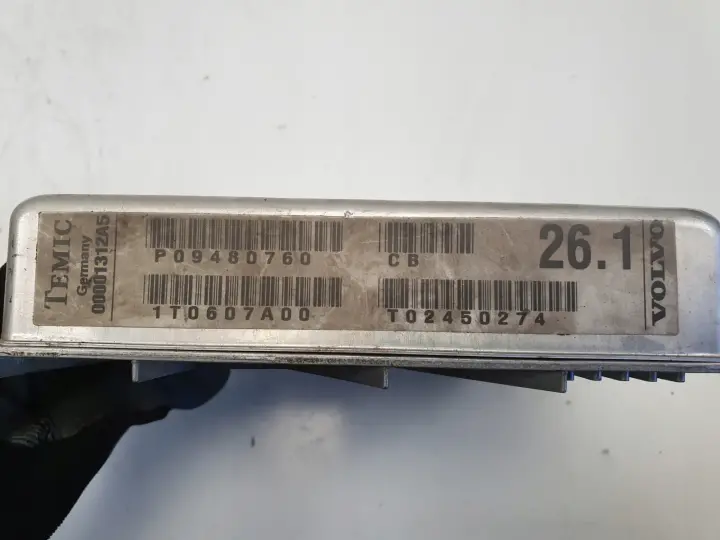 TEMIC
Germany
00001312A5
P09480760
CB
26.1
VOLVO
1T0607A00
T02450274